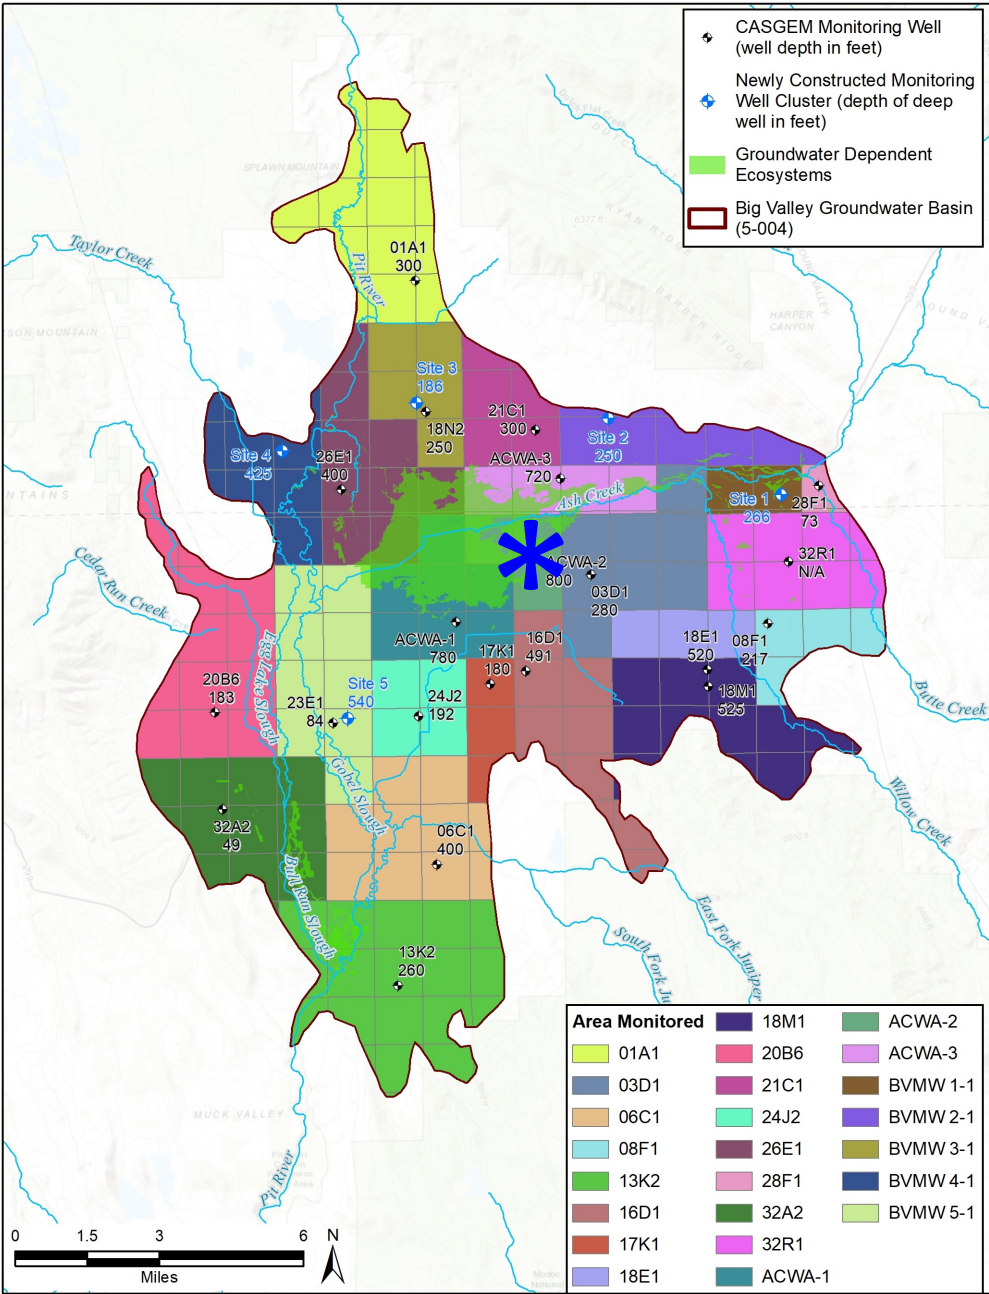 CASGEM Monitoring Well
(well depth in feet)
Newly Constructed Monitoring
Well Cluster (depth of deep
well in feet)
Groundwater Dependent
Ecosystems
Big Valley Groundwater Basin
(5-004)
SPLAWN MOUNTAIN
6377 ft
HARPER
CANYON
Taylor Creek
Pit River
01A1
300
Site 3
186
18N2
250
21C1
300
Site 2
250
Site 4
425
26E1
400
ACWA-3
720
Ash Creek
Site 1
266
28F1
73
32R1
N/A
ACWA-2
800
03D1
280
Cedar Run Creek
Egg Lake Slough
ACWA-1
780
17K1
180
16D1
491
18E1
520
08F1
217
18M1
525
Butte Creek
20B6
183
23E1
84
Site 5
540
24J2
192
Gobel Slough
Willow Creek
32A2
49
06C1
400
Bull Run Slough
East Fork Juniper
South Fork Ju
13K2
260
MUCK VALLEY
Pit River
0 1.5 3 6
Miles
N
Area Monitored
01A1
03D1
06C1
08F1
13K2
16D1
17K1
18E1
18M1
20B6
21C1
24J2
26E1
28F1
32A2
32R1
ACWA-1
ACWA-2
ACWA-3
BVMW 1-1
BVMW 2-1
BVMW 3-1
BVMW 4-1
BVMW 5-1